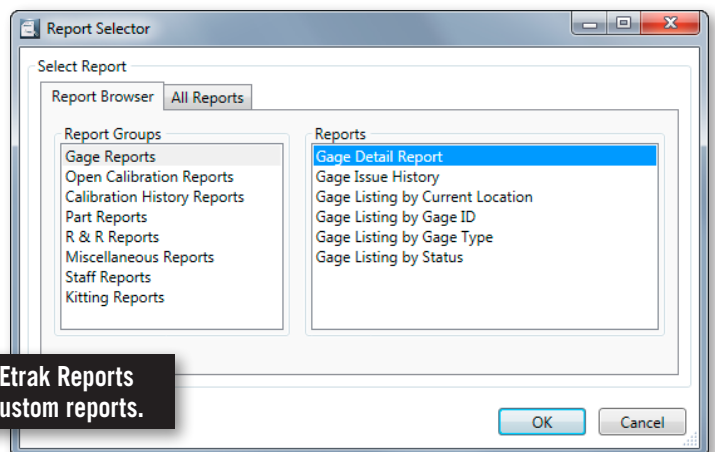 Report Selector
Select Report
Report Browser All Reports
Report Groups
Gage Reports
Open Calibration Reports
Calibration History Reports
Part Reports
R & R Reports
Miscellaneous Reports
Staff Reports
Kitting Reports
Reports
Gage Detail Report
Gage Issue History
Gage Listing by Current Location
Gage Listing by Gage ID
Gage Listing by Gage Type
Gage Listing by Status
Etrak Reports
ustom reports.
OK Cancel